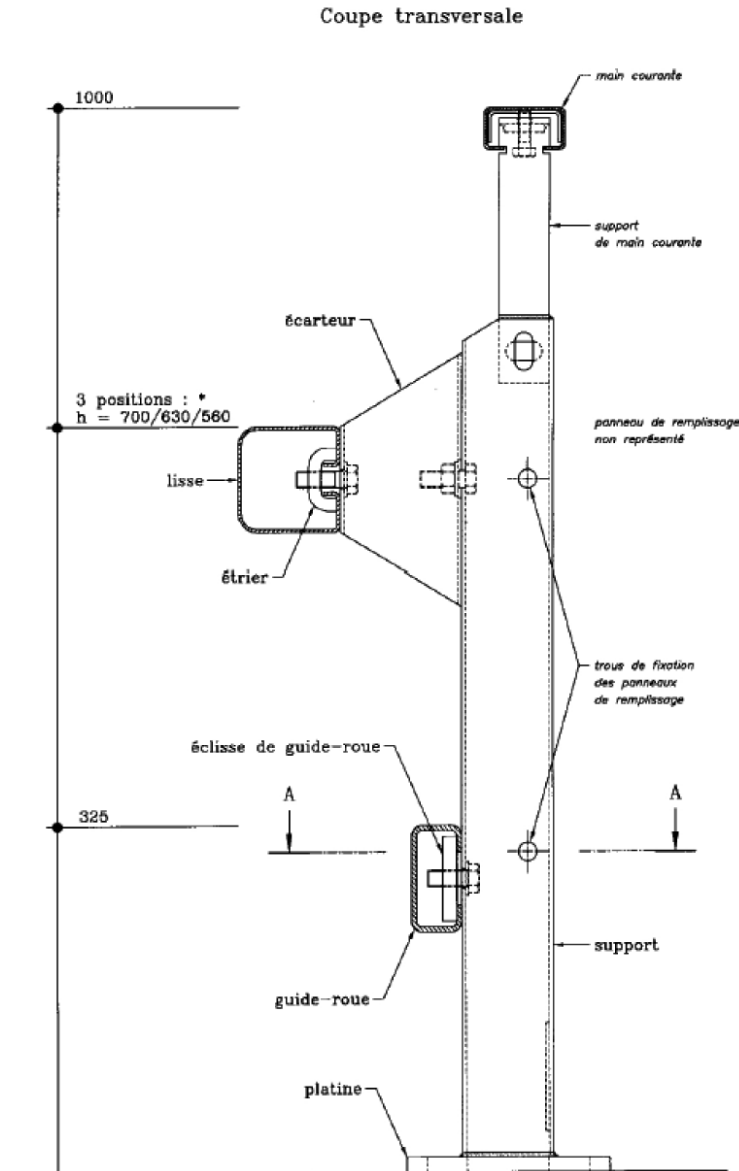 Coupe transversale
main courante
1000
support
de main courante
écarteur
3 positions : *
h = 700/630/560
panneau de remplissage
non représenté
lisse
étrier
trous de fixation
des panneaux
de remplissage
éclisse de guide-roue
A
A
325
support
guide-roue
platine